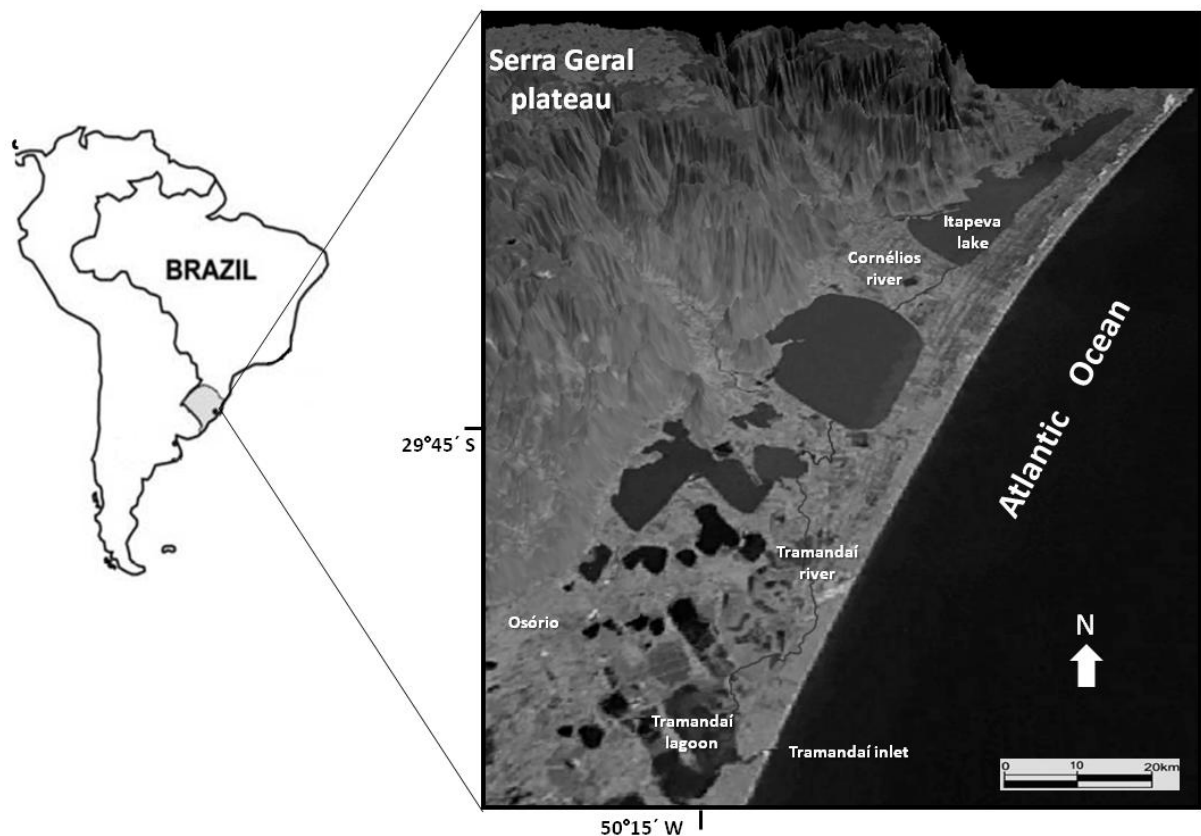 Serra Geral
plateau
BRAZIL
Itapeva
lake
Cornélios
river
Atlantic Ocean
29°45´ S
Tramandaí
river
Osório
N
Tramandaí
lagoon
Tramandaí inlet
0 10 20km
50°15´ W